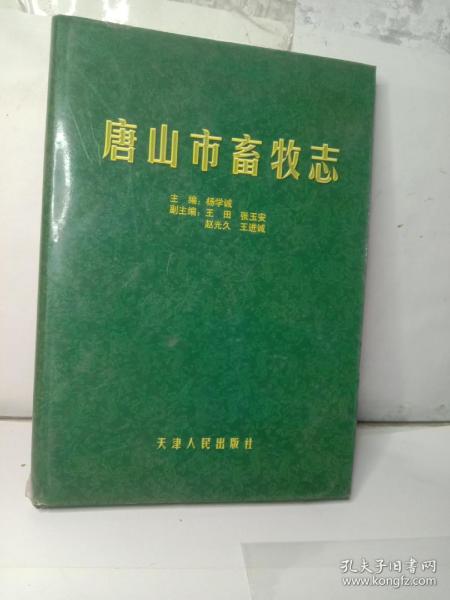 唐山市畜牧志
主 编：杨学诚
副主编：王 田 张玉安
赵光久 王进诚
天津人民出版社
孔夫子旧书网
www.kongfz.com